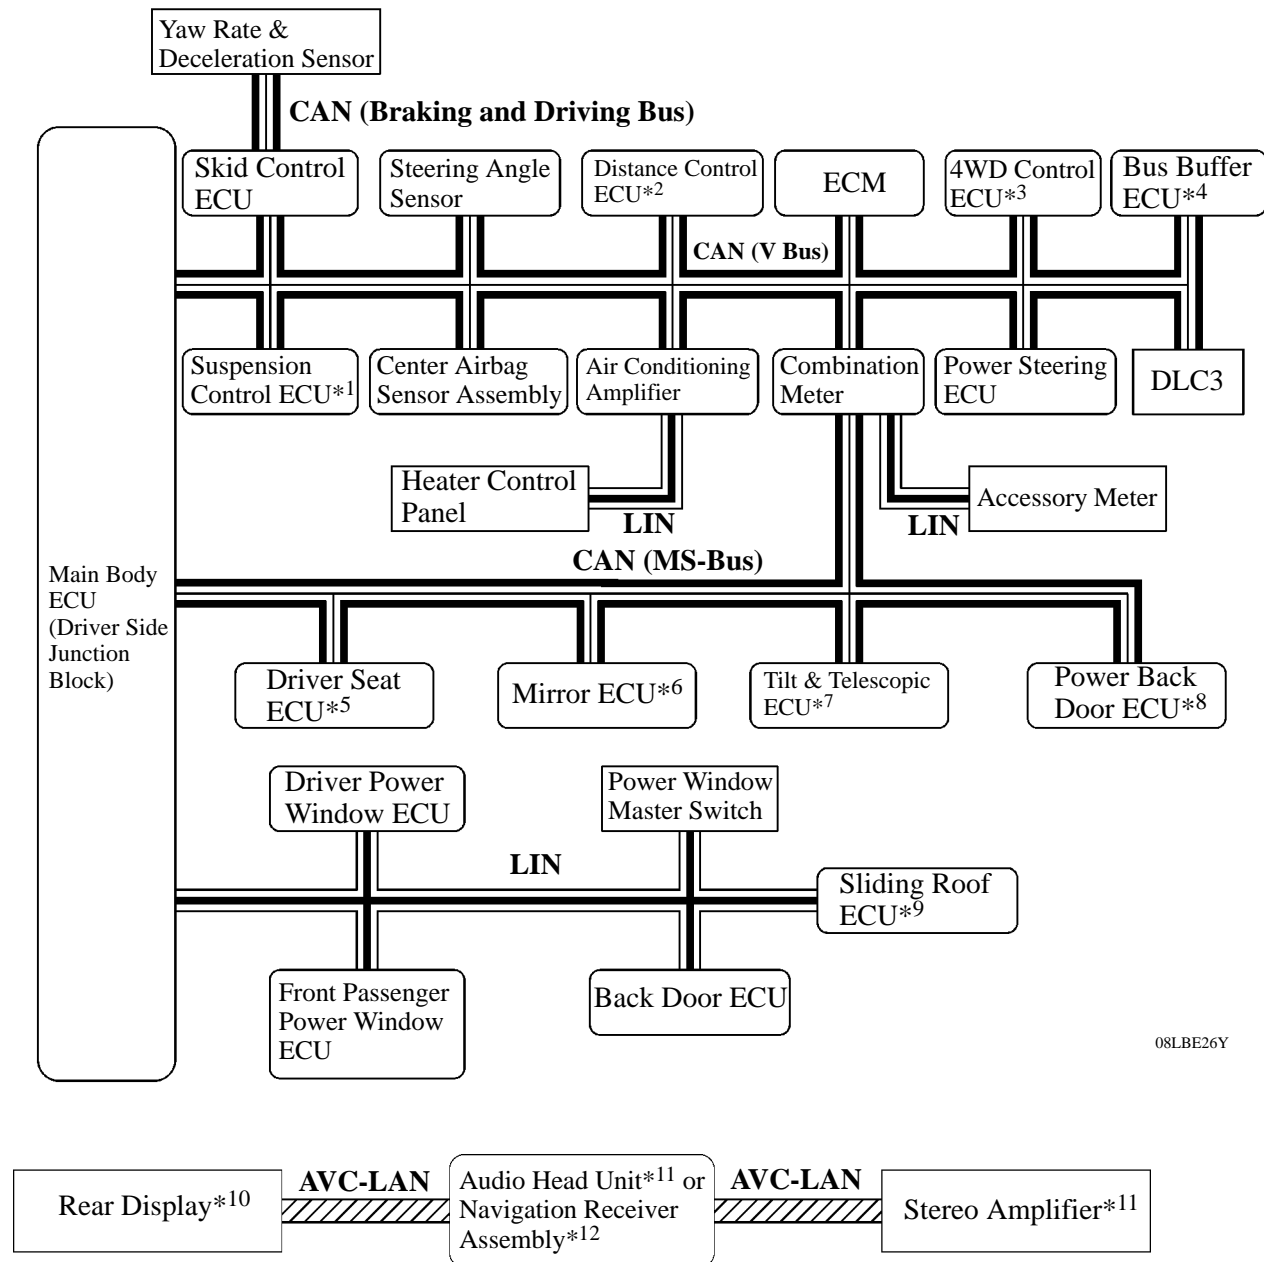 Yaw Rate &
Deceleration Sensor
CAN (Braking and Driving Bus)
Skid Control
ECU
Steering Angle
Sensor
Distance Control
ECU*2
ECM
4WD Control
ECU*3
Bus Buffer
ECU*4
CAN (V Bus)
Suspension
Control ECU*1
Center Airbag
Sensor Assembly
Air Conditioning
Amplifier
Combination
Meter
Power Steering
ECU
DLC3
Heater Control
Panel
LIN
LIN
Accessory Meter
CAN (MS-Bus)
Main Body
ECU
(Driver Side
Junction
Block)
Driver Seat
ECU*5
Mirror ECU*6
Tilt & Telescopic
ECU*7
Power Back
Door ECU*8
Driver Power
Window ECU
Power Window
Master Switch
LIN
Sliding Roof
ECU*9
Front Passenger
Power Window
ECU
Back Door ECU
08LBE26Y
Rear Display*10
AVC-LAN
Audio Head Unit*11 or
Navigation Receiver
Assembly*12
AVC-LAN
Stereo Amplifier*11